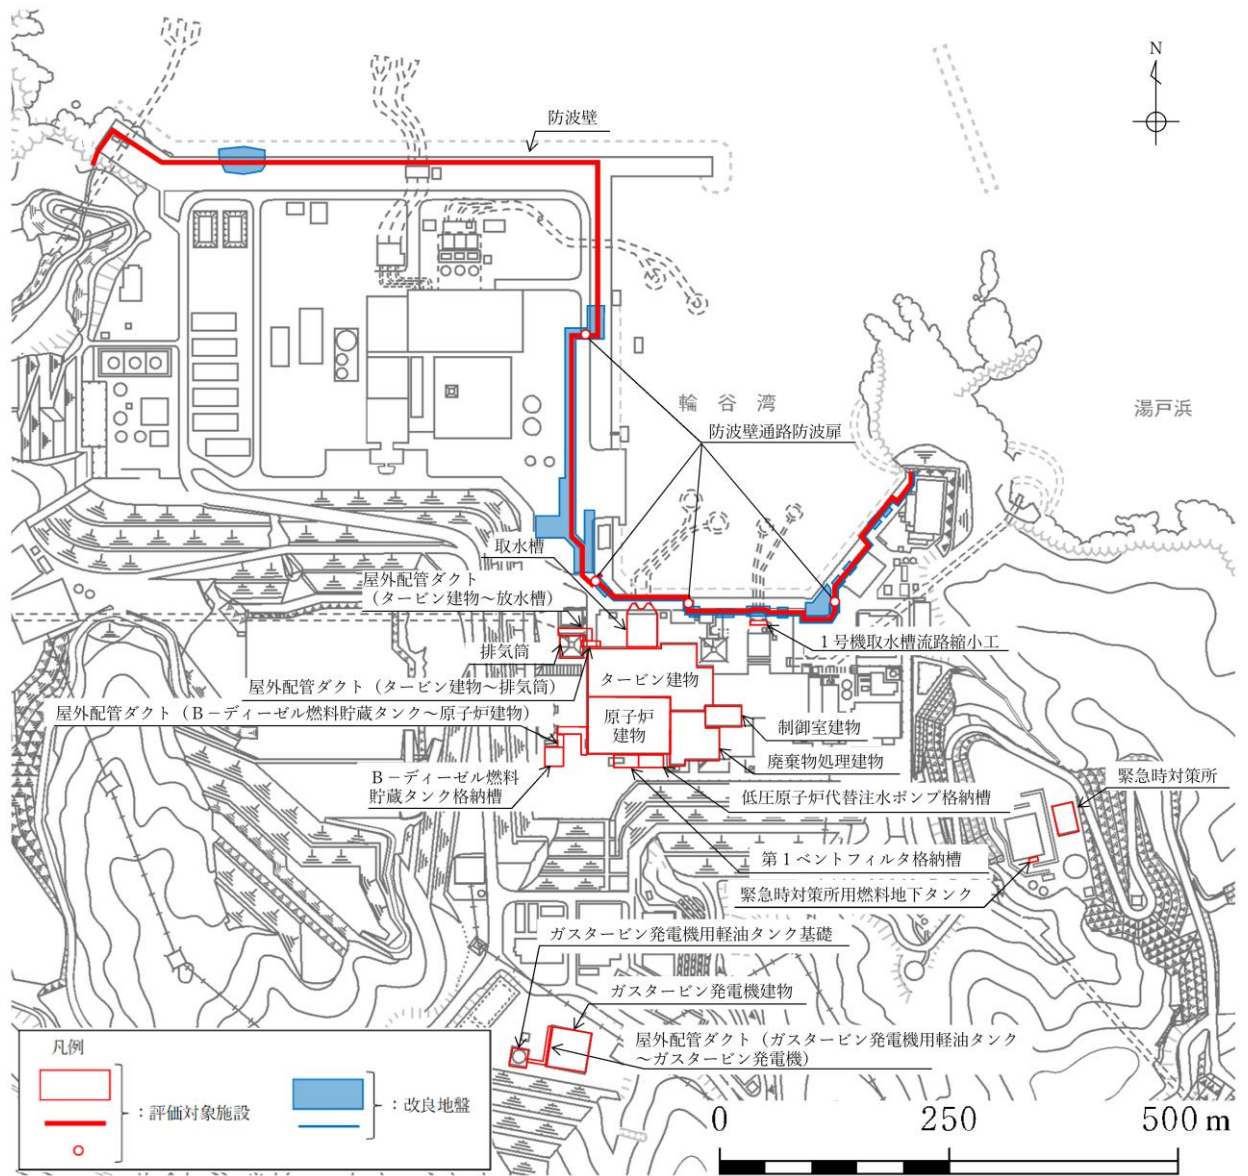 N
防波壁
輪谷湾
湯戸浜
防波壁通路防波扉
取水槽
屋外配管ダクト
(タービン建物～放水槽)
排気筒
1号機取水槽流路縮小工
屋外配管ダクト(タービン建物～排気筒)
タービン建物
屋外配管ダクト(B－ディーゼル燃料貯蔵タンク～原子炉建物)
原子炉
建物
制御室建物
廃棄物処理建物
B－ディーゼル燃料
貯蔵タンク格納槽
緊急時対策所
低圧原子炉代替注水ポンプ格納槽
第1ベントフィルタ格納槽
緊急時対策所用燃料地下タンク
ガスタービン発電機用軽油タンク基礎
ガスタービン発電機建物
屋外配管ダクト(ガスタービン発電機用軽油タンク
～ガスタービン発電機)
凡例
：評価対象施設
：改良地盤
0 250 500 m